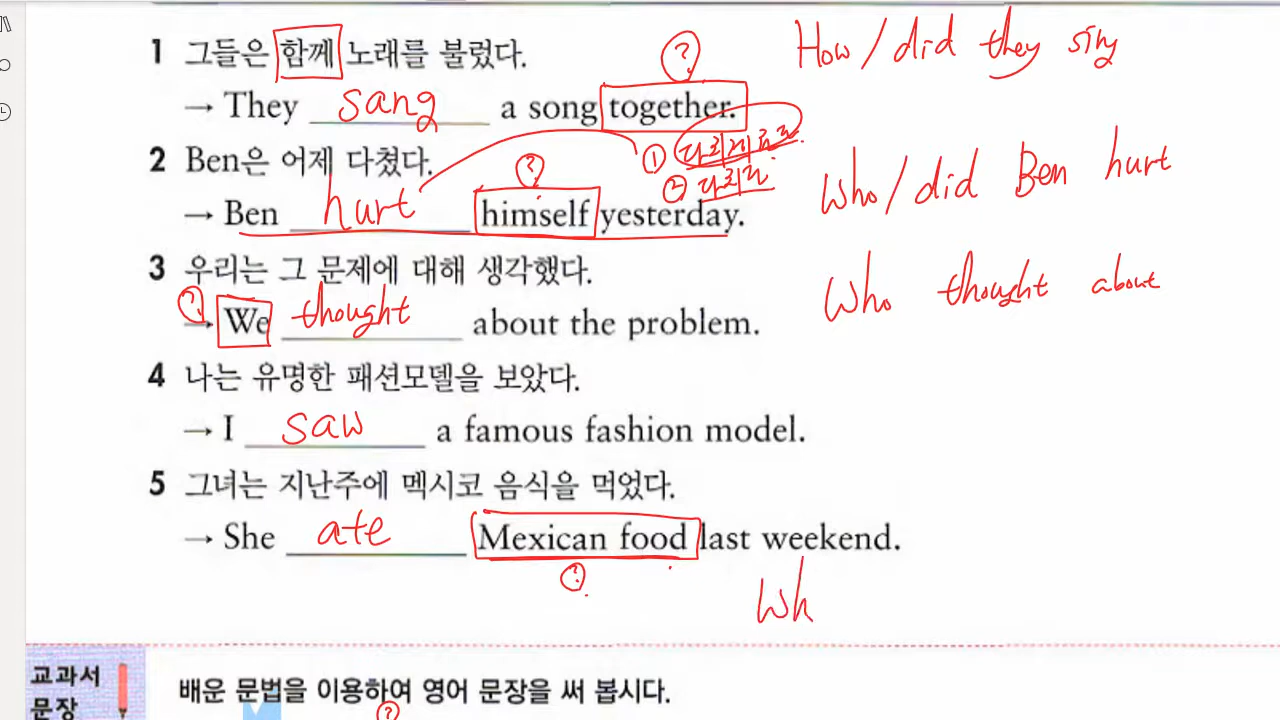 1 그들은 함께 노래를 불렀다.
How / did they sing
→ They sang a song together.
2 Ben은 어제 다쳤다.
①
② 다리를
Who / did Ben hurt
→ Ben hurt himself yesterday.
3 우리는 그 문제에 대해 생각했다.
Who thought about
→ We thought about the problem.
4 나는 유명한 패션모델을 보았다.
→ I saw a famous fashion model.
5 그녀는 지난주에 멕시코 음식을 먹었다.
→ She ate Mexican food last weekend.
Wh
교과서
문장
배운 문법을 이용하여 영어 문장을 써 봅시다.